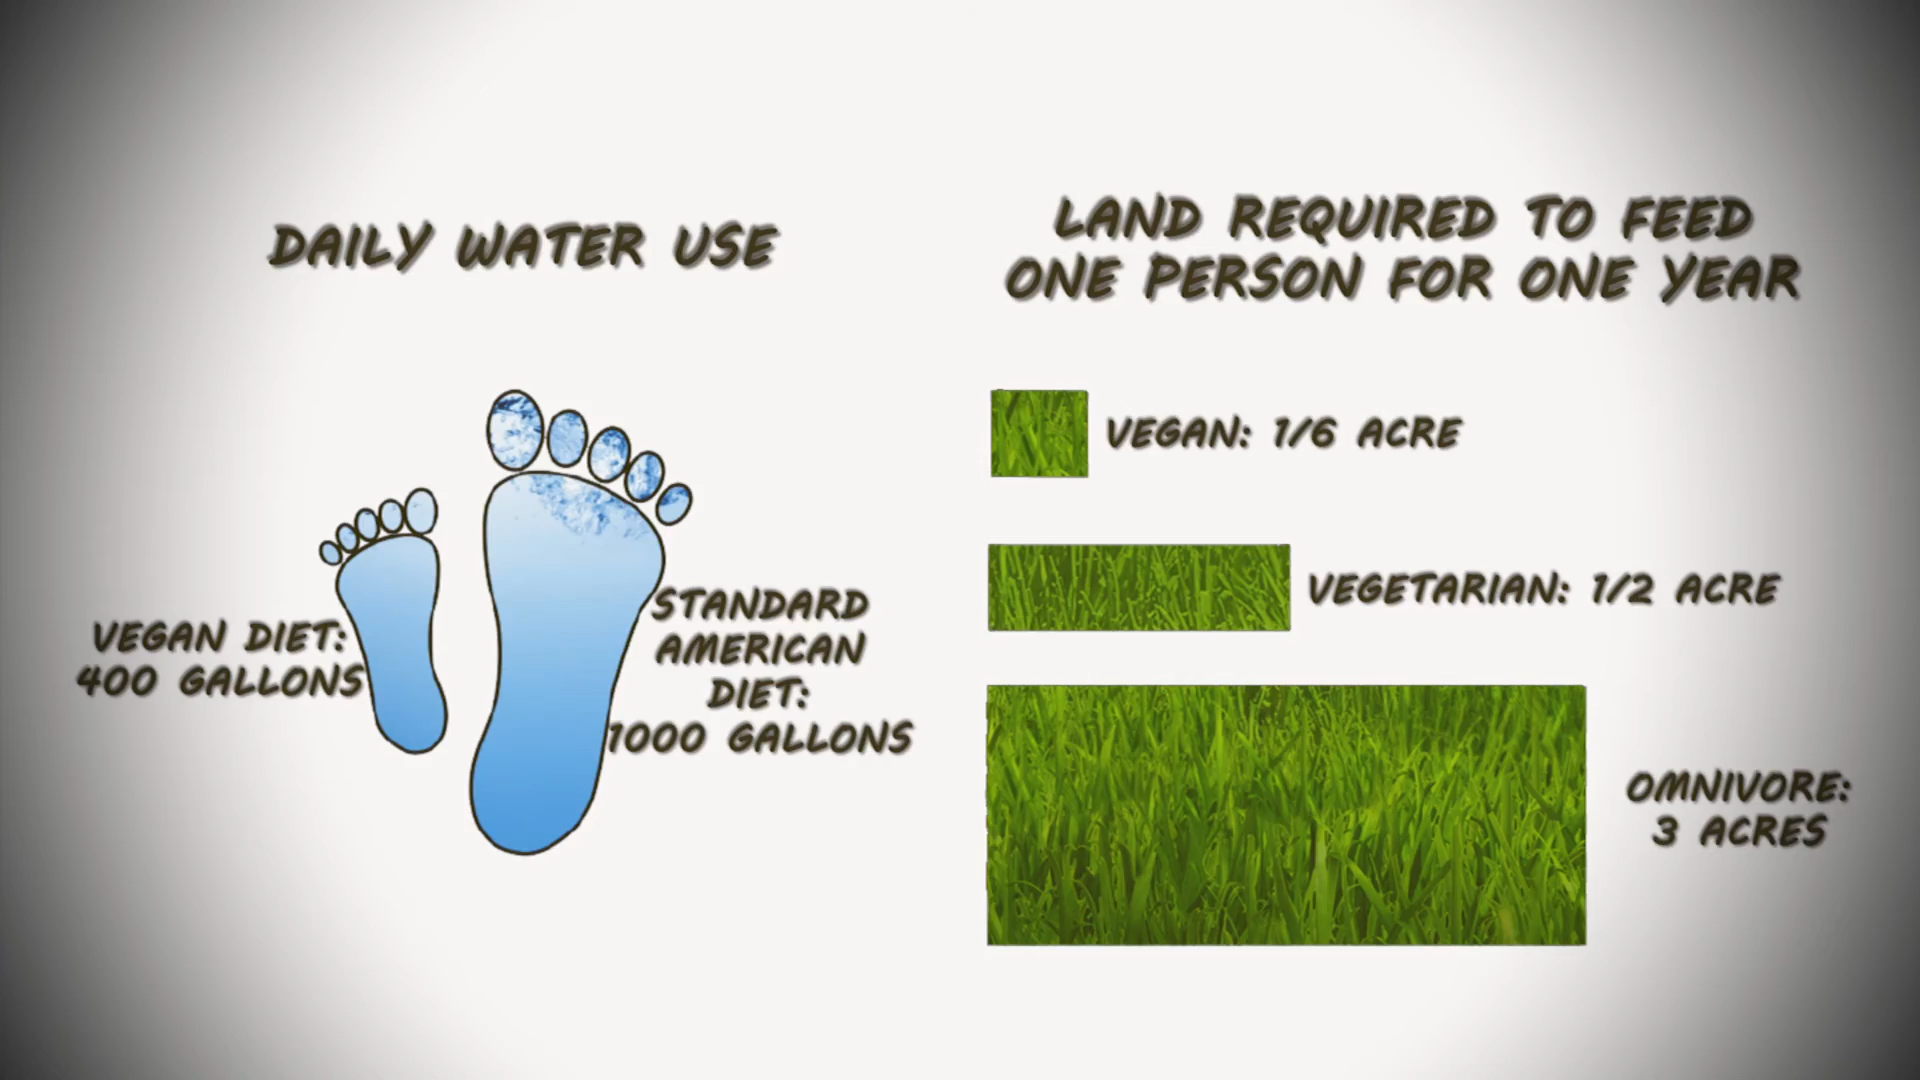 DAILY WATER USE
VEGAN DIET:
400 GALLONS
STANDARD
AMERICAN
DIET:
1000 GALLONS
LAND REQUIRED TO FEED
ONE PERSON FOR ONE YEAR
VEGAN: 1/6 ACRE
VEGETARIAN: 1/2 ACRE
OMNIVORE:
3 ACRES